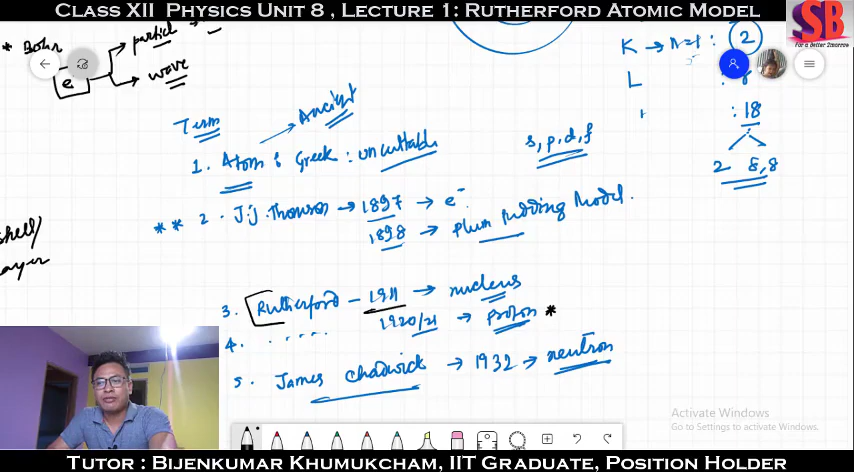 CLASS XII PHYSICS UNIT 8 , LECTURE 1: RUTHERFORD ATOMIC MODEL
SB
For a Better 2morrow
* Bohr
particl
e
wave
K → n=1 : 2
L : 8
: 18
2 8,8
Term
Ancient
1. Atom : Greek : uncuttable
s, p, d, f
** 2. J.J. Thomson → 1897 → e-
1898 → Plum Pudding Model.
shell/
layer
3. Rutherford - 1911 → nucleus
1920/21 → proton *
4. ......
5. James Chadwick → 1932 → neutron
Activate Windows
Go to Settings to activate Windows.
TUTOR : BIJENKUMAR KHUMUKCHAM, IIT GRADUATE, POSITION HOLDER